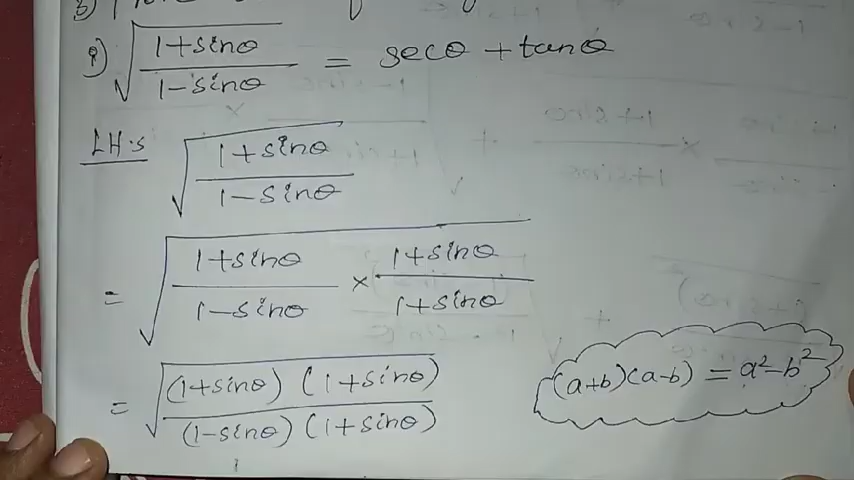 i) √(1+sinθ / 1-sinθ) = secθ + tanθ
LH.S √(1+sinθ / 1-sinθ)
= √(1+sinθ / 1-sinθ × 1+sinθ / 1+sinθ)
= √((1+sinθ) (1+sinθ) / (1-sinθ) (1+sinθ))
(a+b)(a-b) = a²-b²